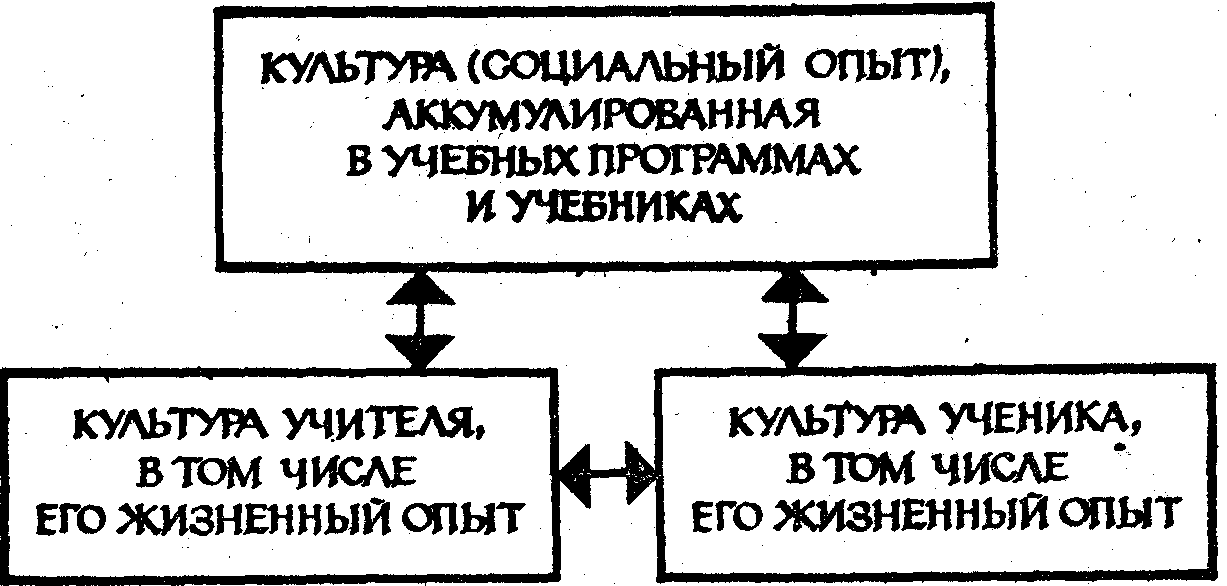 КУЛЬТУРА (СОЦИАЛЬНЫЙ ОПЫТ),
АККУМУЛИРОВАННАЯ
В УЧЕБНЫХ ПРОГРАММАХ
И УЧЕБНИКАХ
КУЛЬТУРА УЧИТЕЛЯ,
В ТОМ ЧИСЛЕ
ЕГО ЖИЗНЕННЫЙ ОПЫТ
КУЛЬТУРА УЧЕНИКА,
В ТОМ ЧИСЛЕ
ЕГО ЖИЗНЕННЫЙ ОПЫТ